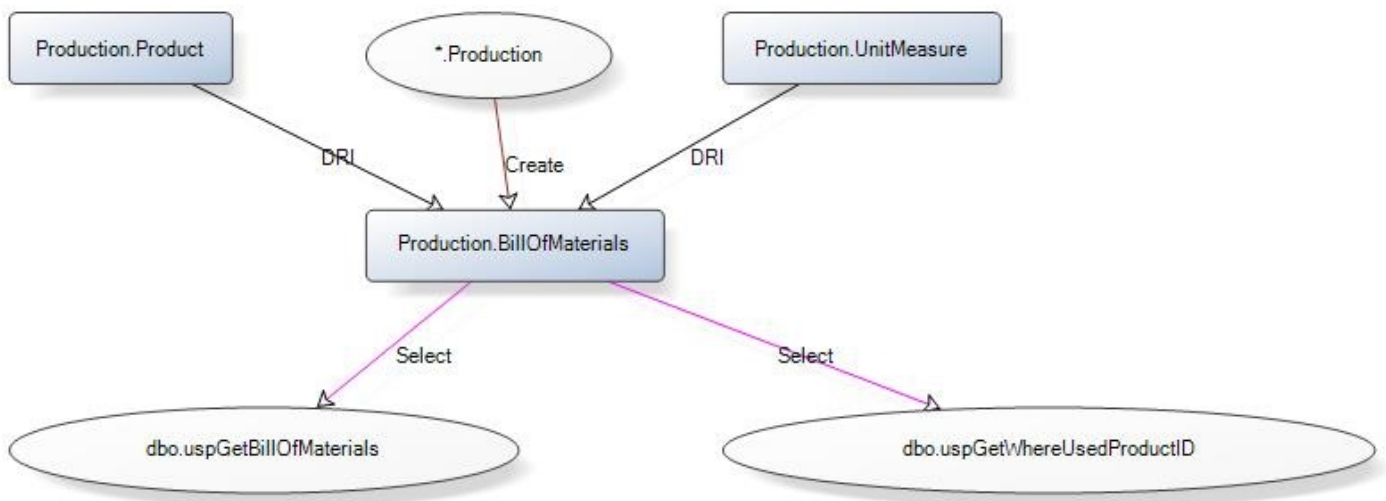 Production.Product
*.Production
Production.UnitMeasure
DRI
Create
DRI
Production.BillOfMaterials
Select
Select
dbo.uspGetBillOfMaterials
dbo.uspGetWhereUsedProductID